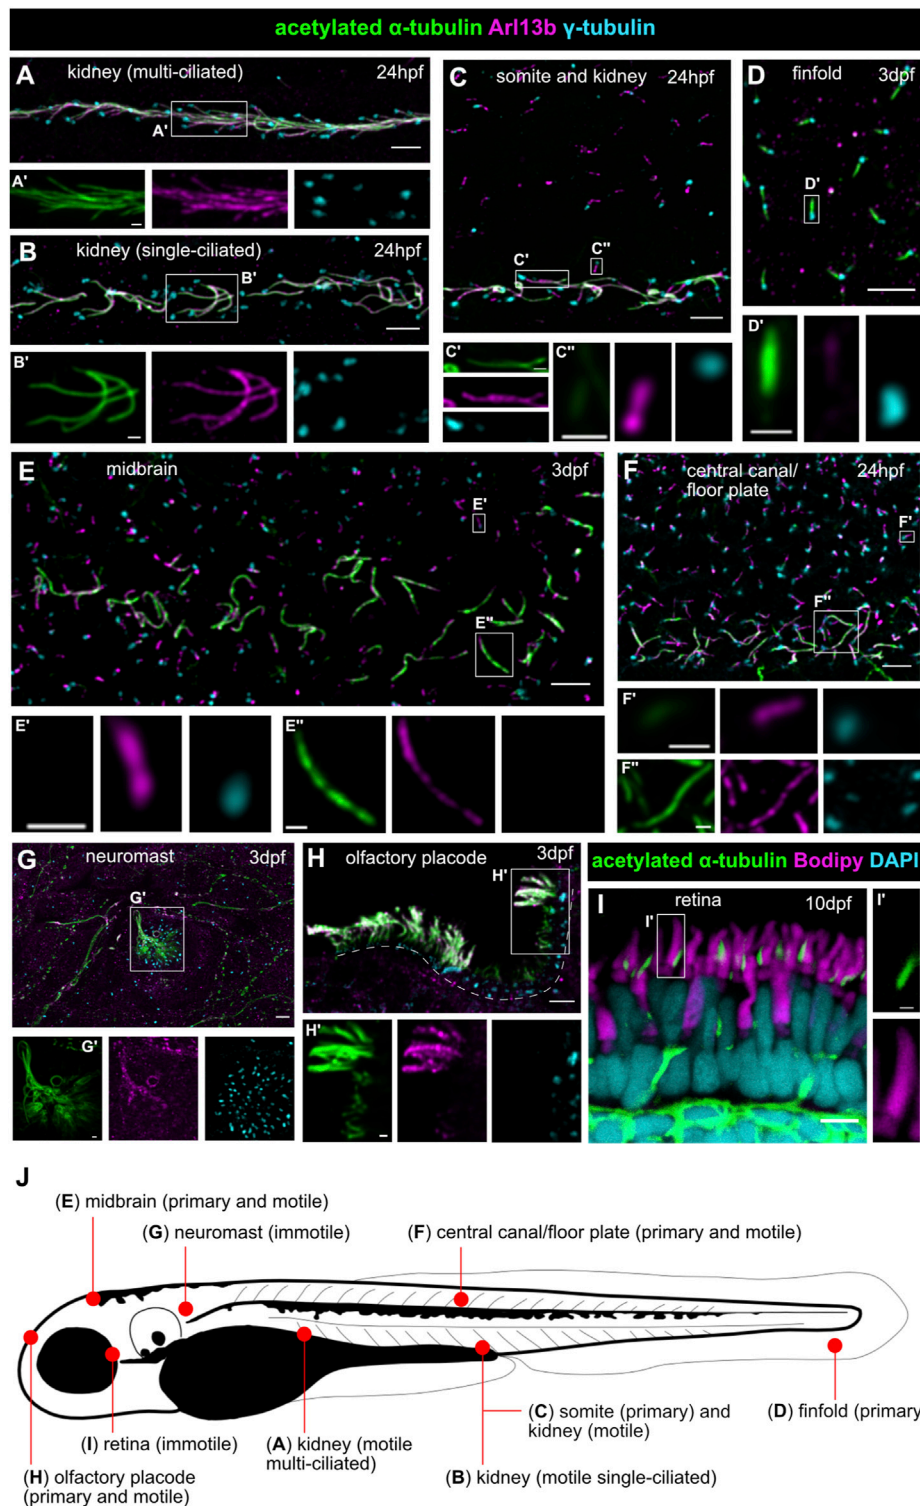 acetylated α-tubulin Arl13b γ-tubulin
A kidney (multi-ciliated) 24hpf
A'
A'
B kidney (single-ciliated) 24hpf
B'
B'
C somite and kidney 24hpf
C' C''
C' C''
D finfold 3dpf
D'
D'
E midbrain 3dpf
E'
E''
E' E''
F central canal/ 24hpf
floor plate
F'
F''
F'
F''
G neuromast 3dpf
G'
G'
H olfactory placode 3dpf
H'
H'
acetylated α-tubulin Bodipy DAPI
I retina 10dpf
I'
I'
J
(E) midbrain (primary and motile)
(G) neuromast (immotile)
(F) central canal/floor plate (primary and motile)
(I) retina (immotile)
(H) olfactory placode
(primary and motile)
(A) kidney (motile
multi-ciliated)
(C) somite (primary) and
kidney (motile)
(B) kidney (motile single-ciliated)
(D) finfold (primary